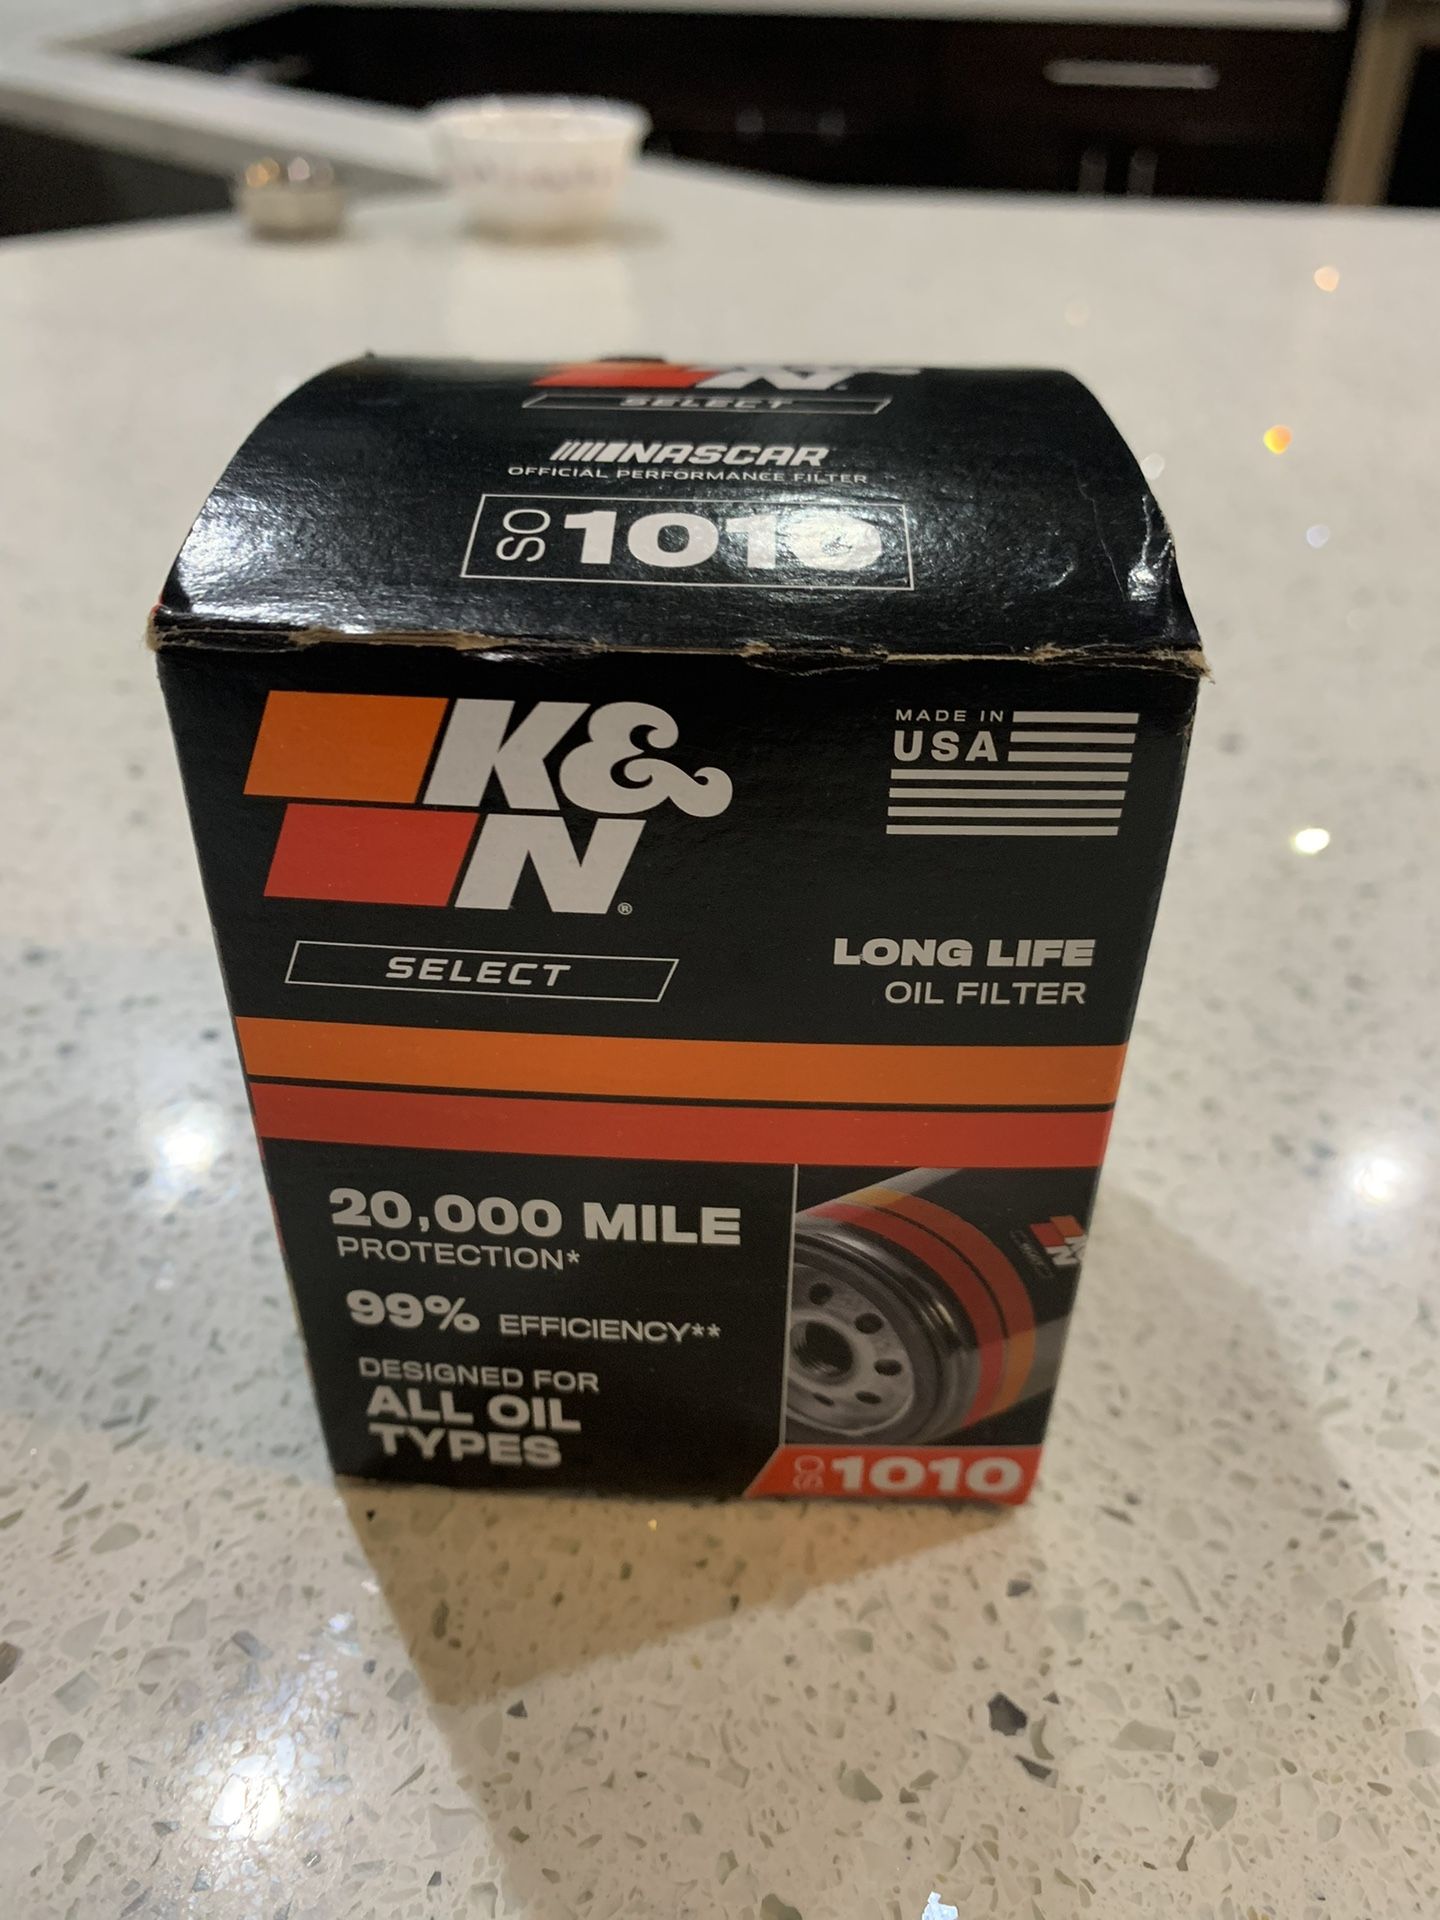 K&N
SELECT
NASCAR
OFFICIAL PERFORMANCE FILTER
SO 1010
K&N®
SELECT
MADE IN
USA
LONG LIFE
OIL FILTER
20,000 MILE
PROTECTION*
99% EFFICIENCY**
DESIGNED FOR
ALL OIL
TYPES
K&N
SO 1010